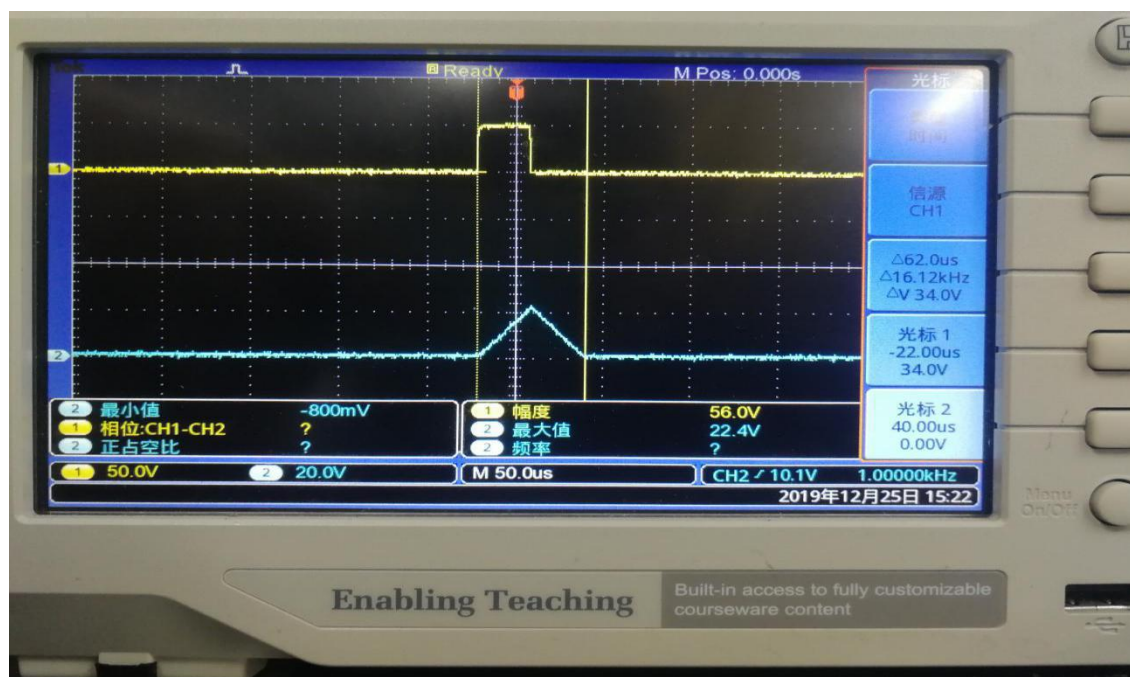 Ready
M Pos: 0.000s
光标
时间
信源
CH1
△62.0us
△16.12kHz
△V 34.0V
光标 1
-22.00us
34.0V
光标 2
40.00us
0.00V
1
2
2 最小值 -800mV
1 相位:CH1-CH2 ?
2 正占空比 ?
1 幅度 56.0V
2 最大值 22.4V
2 频率 ?
1 50.0V 2 20.0V M 50.0us CH2 10.1V 1.00000kHz
2019年12月25日 15:22
Menu
On/Off
Enabling Teaching
Built-in access to fully customizable
courseware content